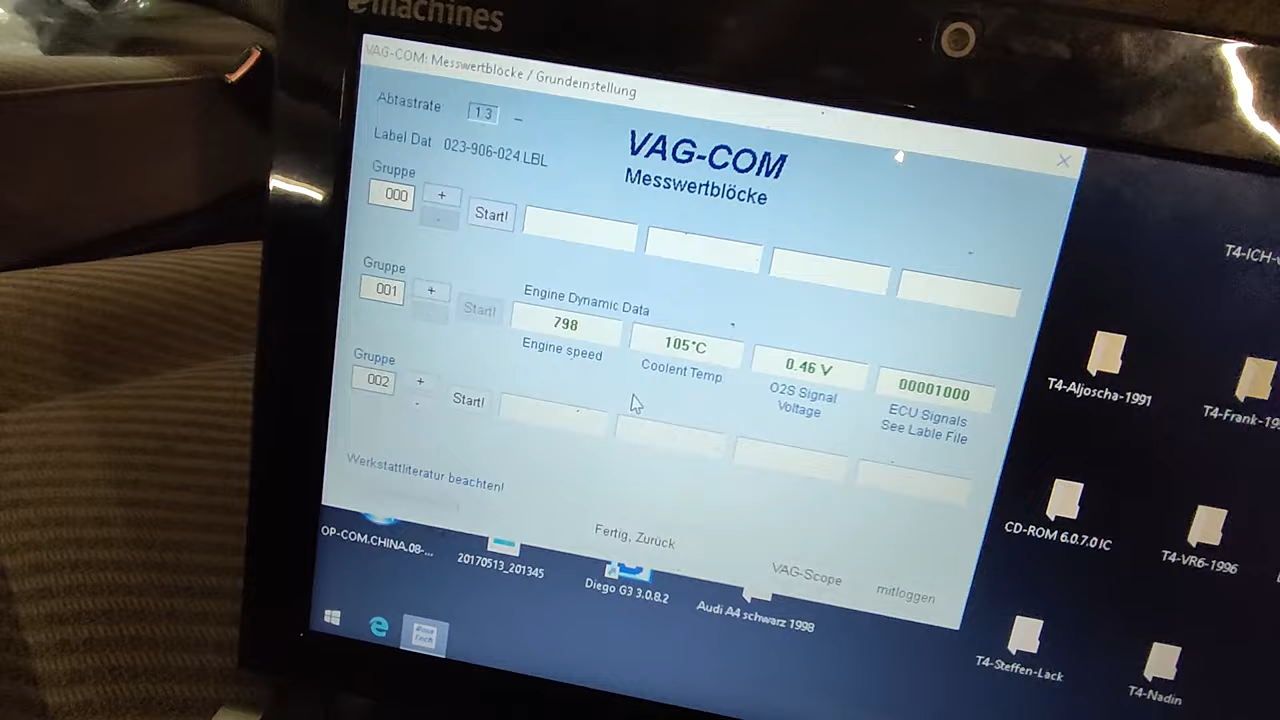 emachines
VAG-COM: Messwertblöcke / Grundeinstellung
Abtastrate 1.3
Label Dat 023-906-024.LBL
VAG-COM
Messwertblöcke
Gruppe
000 + - Start!
Gruppe
001 + Start!
Engine Dynamic Data
798 105°C 0.46 V 00001000
Engine speed
Coolent Temp
O2S Signal
Voltage
ECU Signals
See Lable File
Gruppe
002 + - Start!
Werkstattliteratur beachten!
Fertig, Zurück
VAG-Scope
mitloggen
T4-ICH-
T4-Aljoscha-1991
T4-Frank-19
CD-ROM 6.0.7.0 IC
T4-VR6-1996
T4-Steffen-Lack
T4-Nadin
OP-COM.CHINA.08-...
20170513_201345
Diego G3 3.0.8.2
Audi A4 schwarz 1998
Ross
Tech